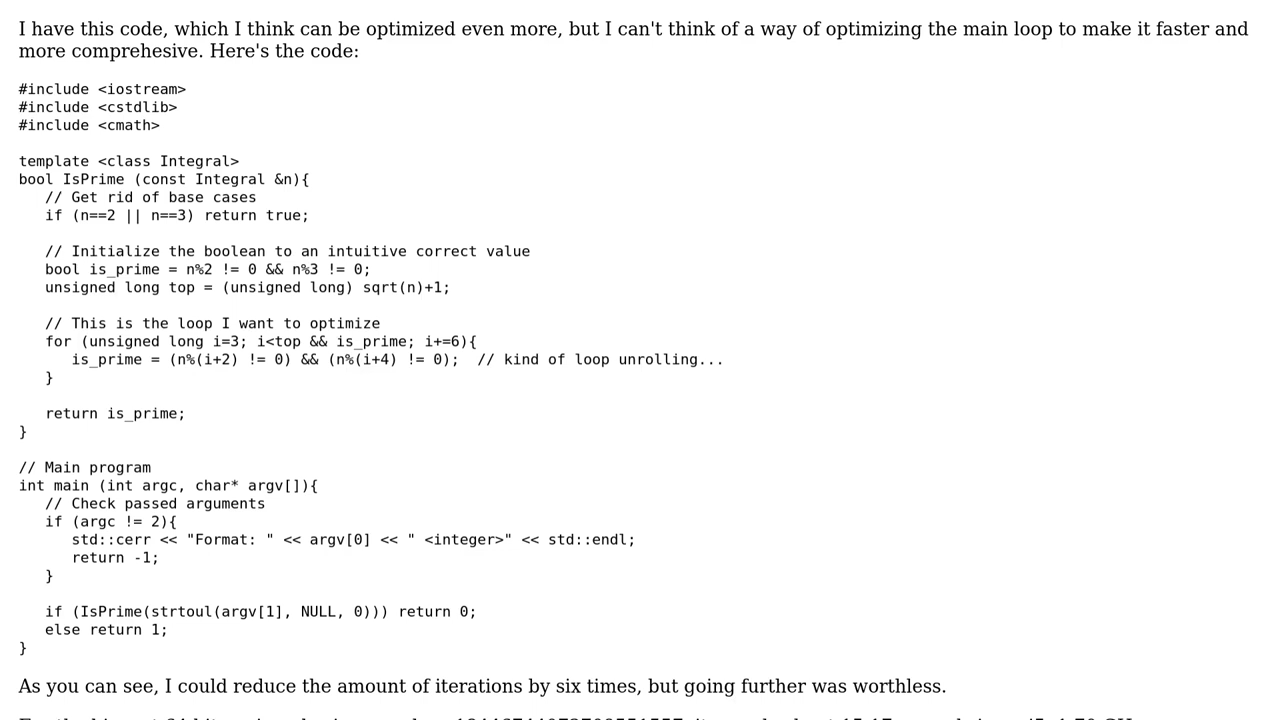 I have this code, which I think can be optimized even more, but I can't think of a way of optimizing the main loop to make it faster and
more comprehesive. Here's the code:
#include <iostream>
#include <cstdlib>
#include <cmath>
template <class Integral>
bool IsPrime (const Integral &n){
   // Get rid of base cases
   if (n==2 || n==3) return true;
   // Initialize the boolean to an intuitive correct value
   bool is_prime = n%2 != 0 && n%3 != 0;
   unsigned long top = (unsigned long) sqrt(n)+1;
   // This is the loop I want to optimize
   for (unsigned long i=3; i<top && is_prime; i+=6){
      is_prime = (n%(i+2) != 0) && (n%(i+4) != 0);  // kind of loop unrolling...
   }
   return is_prime;
}
// Main program
int main (int argc, char* argv[]){
   // Check passed arguments
   if (argc != 2){
      std::cerr << "Format: " << argv[0] << " <integer>" << std::endl;
      return -1;
   }
   if (IsPrime(strtoul(argv[1], NULL, 0))) return 0;
   else return 1;
}
As you can see, I could reduce the amount of iterations by six times, but going further was worthless.